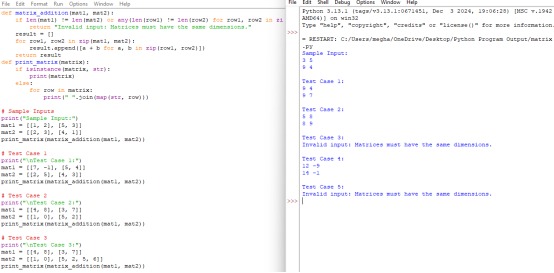 File Edit Format Run Options Window Help
def matrix_addition(mat1, mat2):
if len(mat1) != len(mat2) or any(len(row1) != len(row2) for row1, row2 in zi
return "Invalid input: Matrices must have the same dimensions."
result = []
for row1, row2 in zip(mat1, mat2):
result.append([a + b for a, b in zip(row1, row2)])
return result
def print_matrix(matrix):
if isinstance(matrix, str):
print(matrix)
else:
for row in matrix:
print(" ".join(map(str, row)))
# Sample Inputs
print("Sample Input:")
mat1 = [[1, 2], [5, 3]]
mat2 = [[2, 3], [4, 1]]
print_matrix(matrix_addition(mat1, mat2))
# Test Case 1
print("\nTest Case 1:")
mat1 = [[7, -1], [5, 4]]
mat2 = [[2, 5], [4, 3]]
print_matrix(matrix_addition(mat1, mat2))
# Test Case 2
print("\nTest Case 2:")
mat1 = [[4, 8], [3, 7]]
mat2 = [[1, 0], [5, 2]]
print_matrix(matrix_addition(mat1, mat2))
# Test Case 3
print("\nTest Case 3:")
mat1 = [[4, 8], [3, 7]]
mat2 = [[1, 0], [5, 2, 5, 6]]
print_matrix(matrix_addition(mat1, mat2))
File Edit Shell Debug Options Window Help
Python 3.13.1 (tags/v3.13.1:0671451, Dec 3 2024, 19:06:28) [MSC v.1942
AMD64)] on win32
Type "help", "copyright", "credits" or "license()" for more information.
>>>
= RESTART: C:/Users/megha/OneDrive/Desktop/Python Program Output/matrix
.py
Sample Input:
3 5
9 4
Test Case 1:
9 4
9 7
Test Case 2:
5 8
8 9
Test Case 3:
Invalid input: Matrices must have the same dimensions.
Test Case 4:
12 -9
14 -1
Test Case 5:
Invalid input: Matrices must have the same dimensions.
>>>